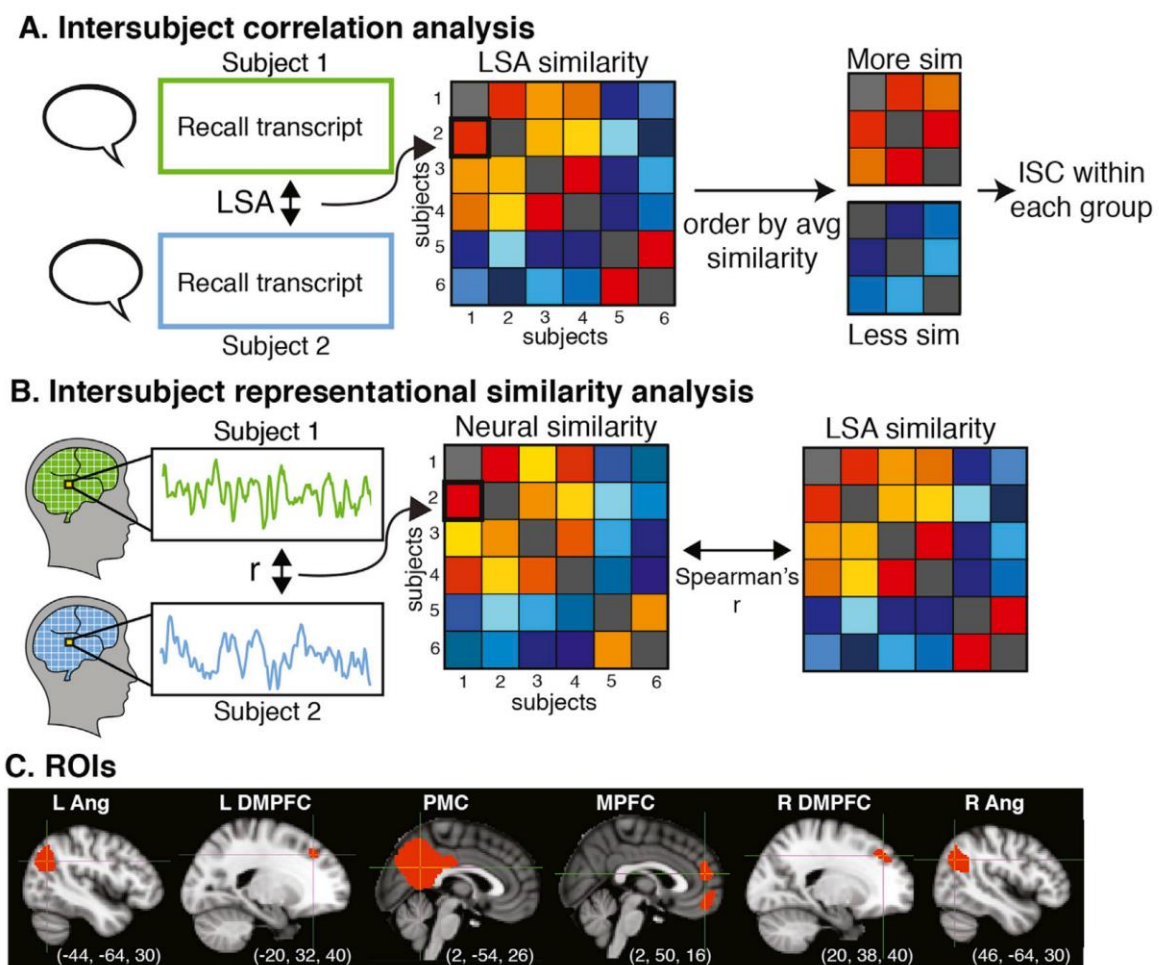 A. Intersubject correlation analysis
Subject 1
Recall transcript
LSA
Recall transcript
Subject 2
LSA similarity
subjects
1
2
3
4
5
6
1 2 3 4 5 6
subjects
order by avg
similarity
More sim
Less sim
ISC within
each group
B. Intersubject representational similarity analysis
Subject 1
r
Subject 2
Neural similarity
subjects
1
2
3
4
5
6
1 2 3 4 5 6
subjects
Spearman's
r
LSA similarity
C. ROIs
L Ang L DMPFC PMC MPFC R DMPFC R Ang
(-44, -64, 30) (-20, 32, 40) (2, -54, 26) (2, 50, 16) (20, 38, 40) (46, -64, 30)